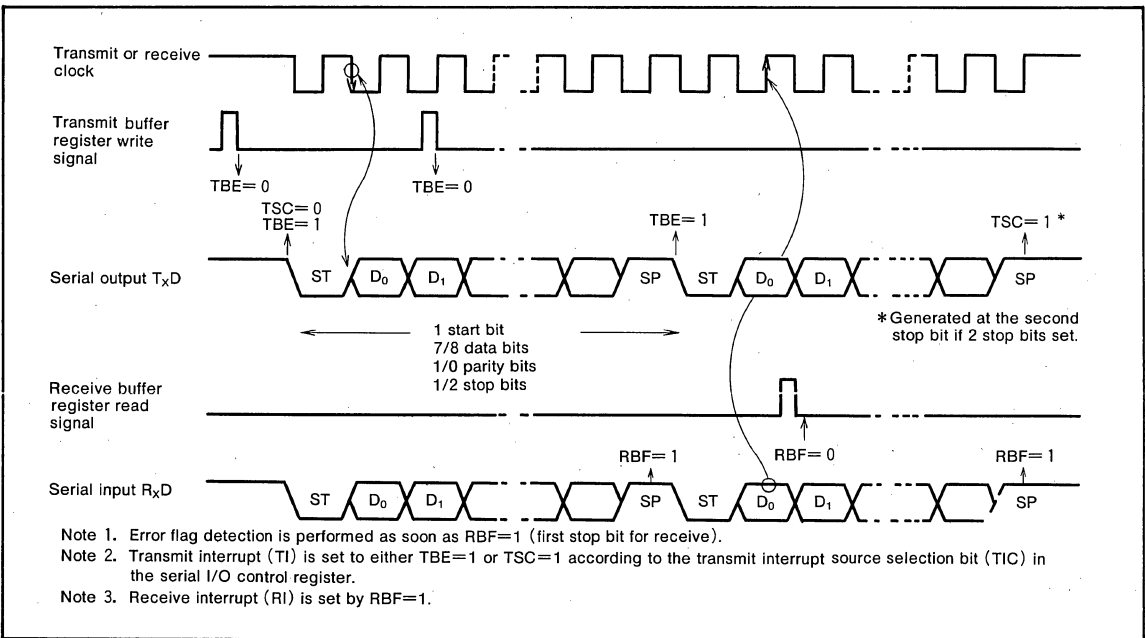 Transmit or receive
clock
Transmit buffer
register write
signal
TBE= 0
TBE= 0
TSC= 0
TBE= 1
TBE= 1
TSC= 1 *
Serial output TxD
ST
D0
D1
SP
ST
D0
D1
SP
1 start bit
7/8 data bits
1/0 parity bits
1/2 stop bits
* Generated at the second
stop bit if 2 stop bits set.
Receive buffer
register read
signal
RBF= 1
RBF= 0
RBF= 1
Serial input RxD
ST
D0
D1
SP
ST
D0
D1
SP
Note 1. Error flag detection is performed as soon as RBF=1 (first stop bit for receive).
Note 2. Transmit interrupt (TI) is set to either TBE=1 or TSC=1 according to the transmit interrupt source selection bit (TIC) in
the serial I/O control register.
Note 3. Receive interrupt (RI) is set by RBF=1.